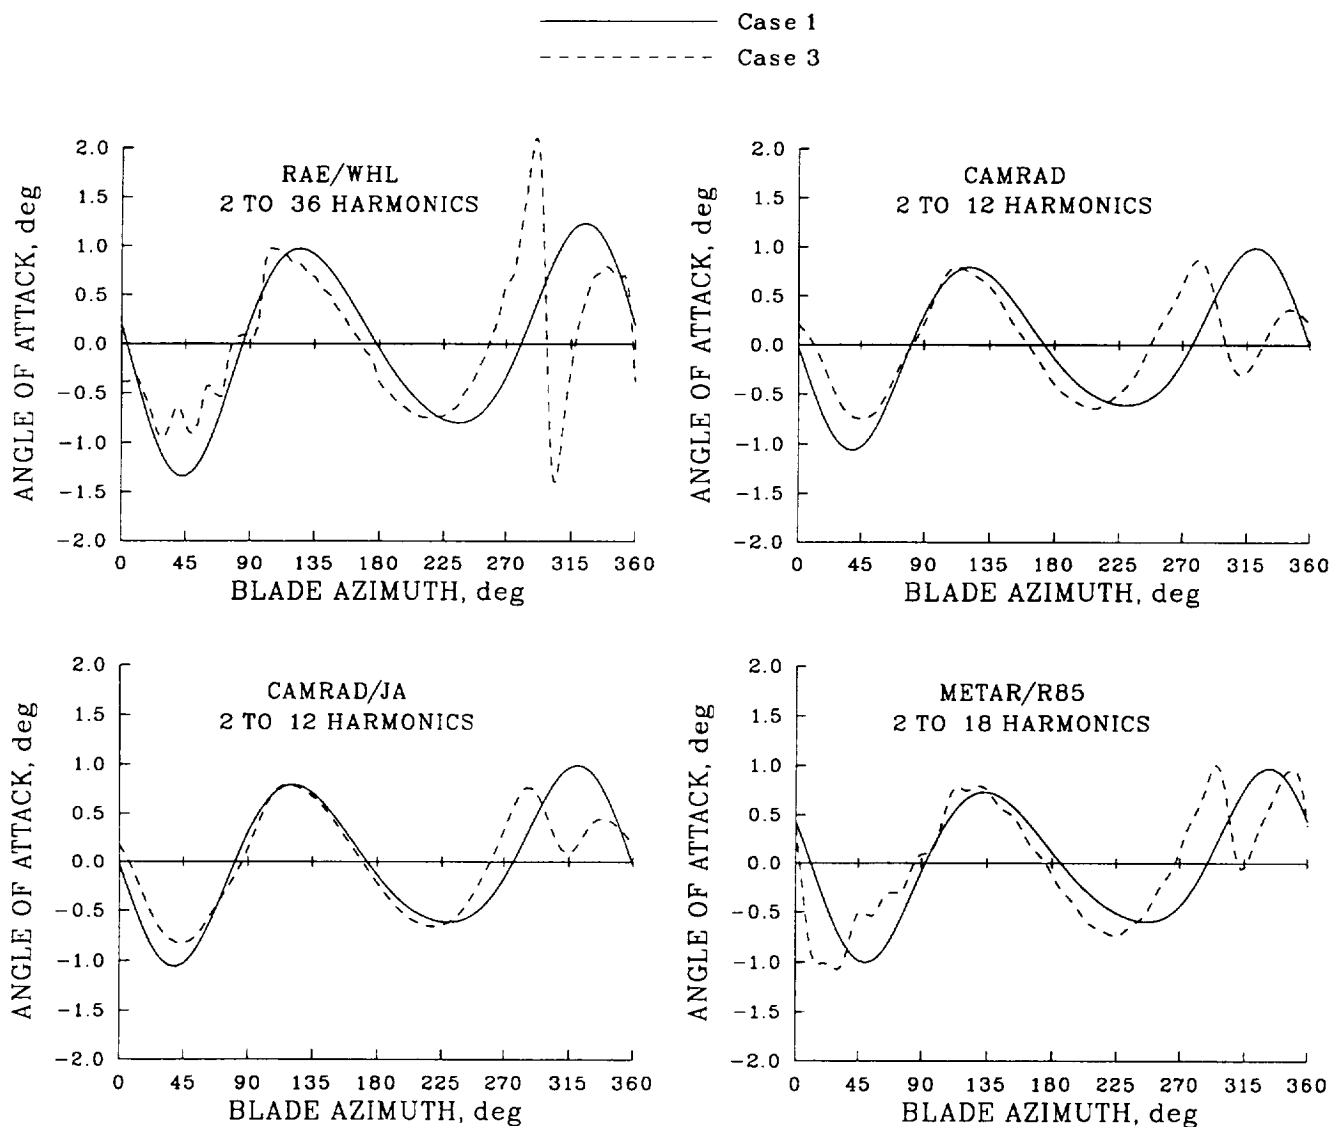 Case 1
Case 3
RAE/WHL
2 TO 36 HARMONICS
ANGLE OF ATTACK, deg
2.0
1.5
1.0
0.5
0.0
-0.5
-1.0
-1.5
-2.0
0 45 90 135 180 225 270 315 360
BLADE AZIMUTH, deg
CAMRAD
2 TO 12 HARMONICS
ANGLE OF ATTACK, deg
2.0
1.5
1.0
0.5
0.0
-0.5
-1.0
-1.5
-2.0
0 45 90 135 180 225 270 315 360
BLADE AZIMUTH, deg
CAMRAD/JA
2 TO 12 HARMONICS
ANGLE OF ATTACK, deg
2.0
1.5
1.0
0.5
0.0
-0.5
-1.0
-1.5
-2.0
0 45 90 135 180 225 270 315 360
BLADE AZIMUTH, deg
METAR/R85
2 TO 18 HARMONICS
ANGLE OF ATTACK, deg
2.0
1.5
1.0
0.5
0.0
-0.5
-1.0
-1.5
-2.0
0 45 90 135 180 225 270 315 360
BLADE AZIMUTH, deg